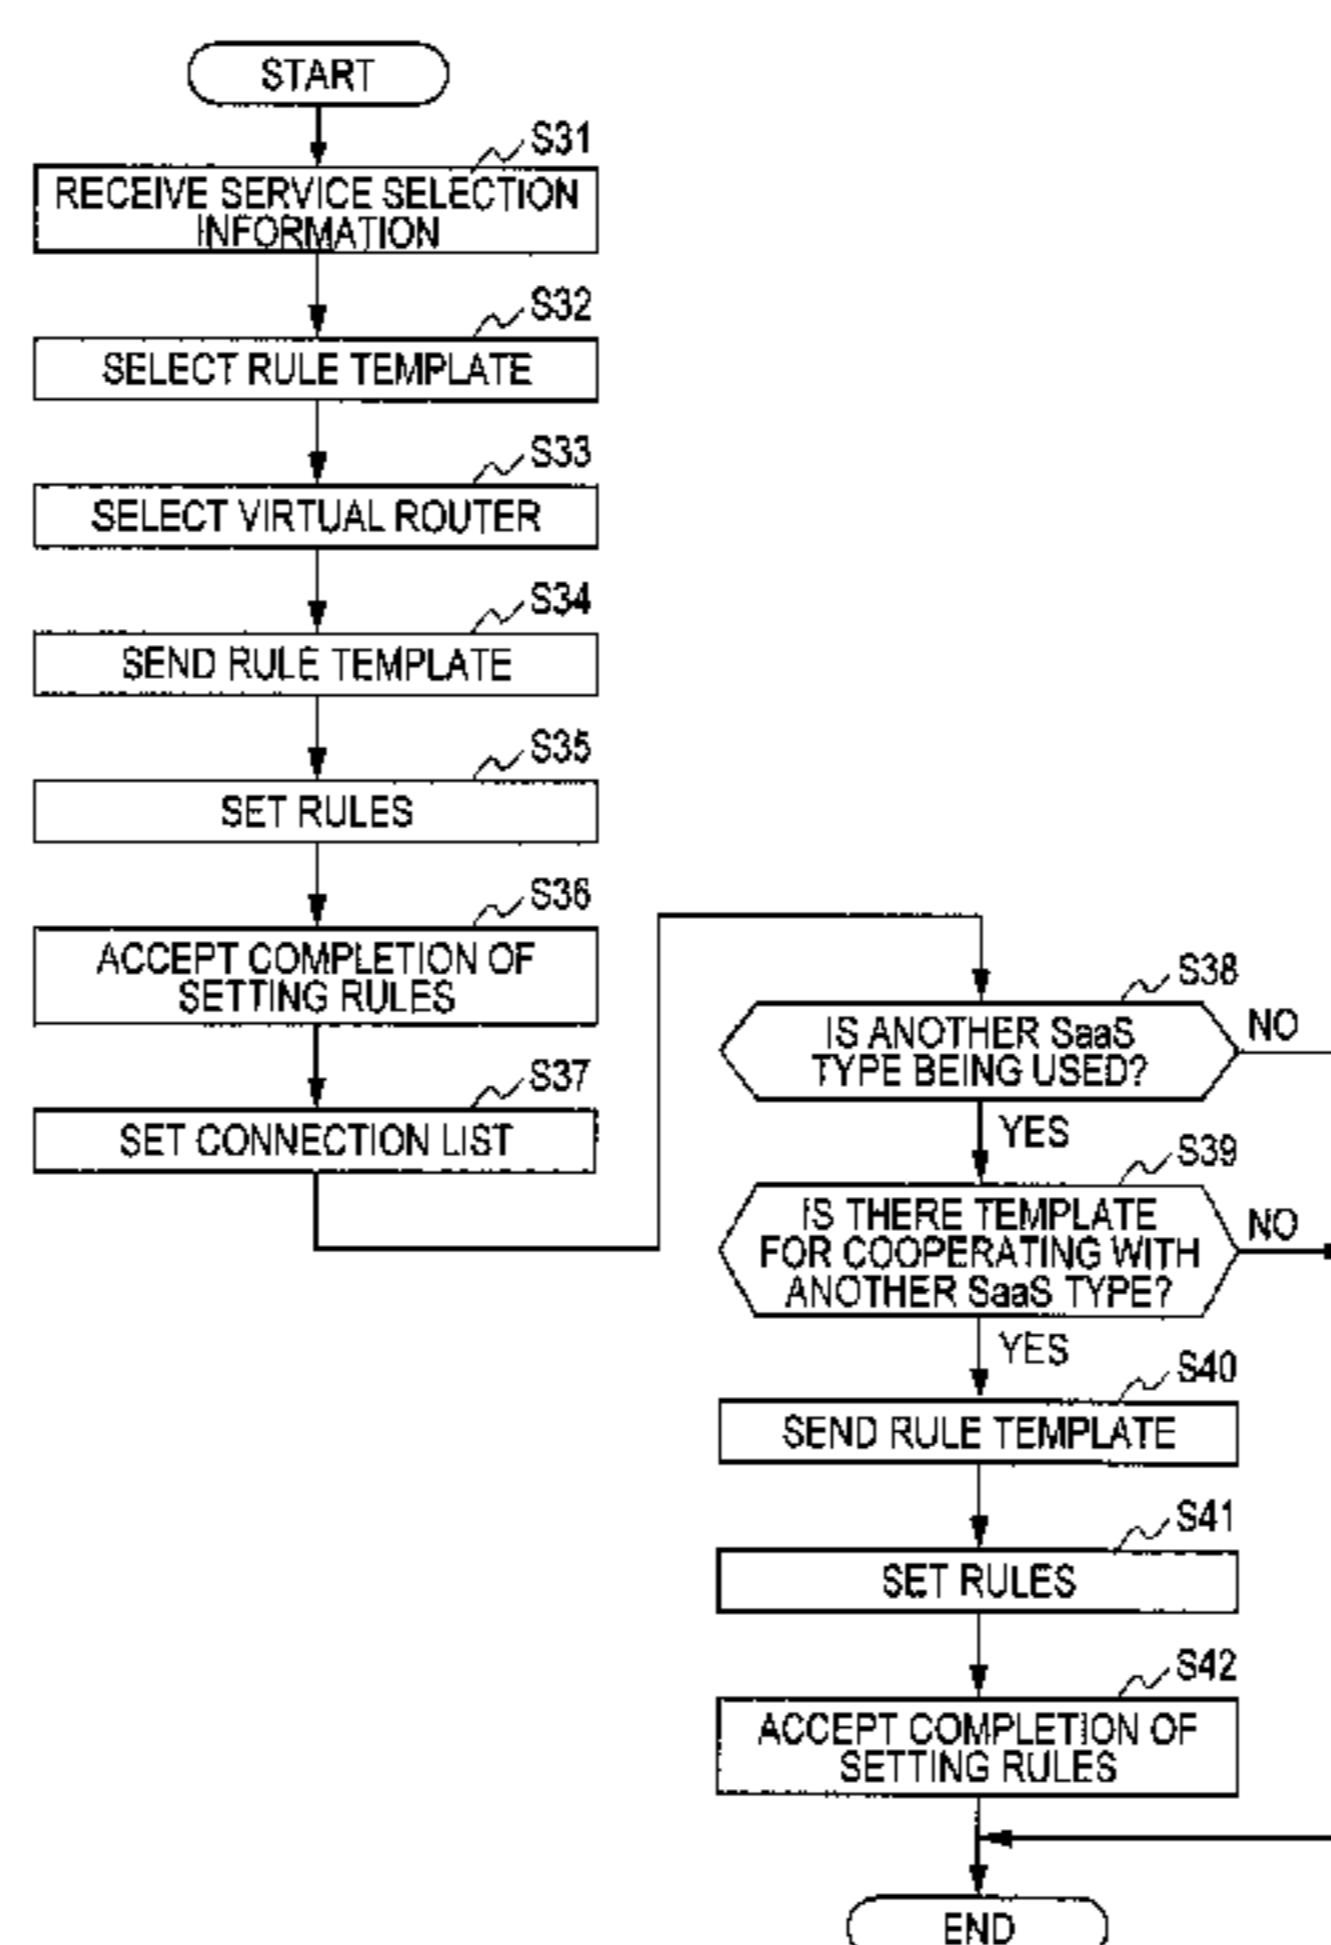 START
S31
RECEIVE SERVICE SELECTION
INFORMATION
S32
SELECT RULE TEMPLATE
S33
SELECT VIRTUAL ROUTER
S34
SEND RULE TEMPLATE
S35
SET RULES
S36
ACCEPT COMPLETION OF
SETTING RULES
S37
SET CONNECTION LIST
S38
IS ANOTHER SaaS
TYPE BEING USED?
NO
YES
S39
IS THERE TEMPLATE
FOR COOPERATING WITH
ANOTHER SaaS TYPE?
NO
YES
S40
SEND RULE TEMPLATE
S41
SET RULES
S42
ACCEPT COMPLETION OF
SETTING RULES
END